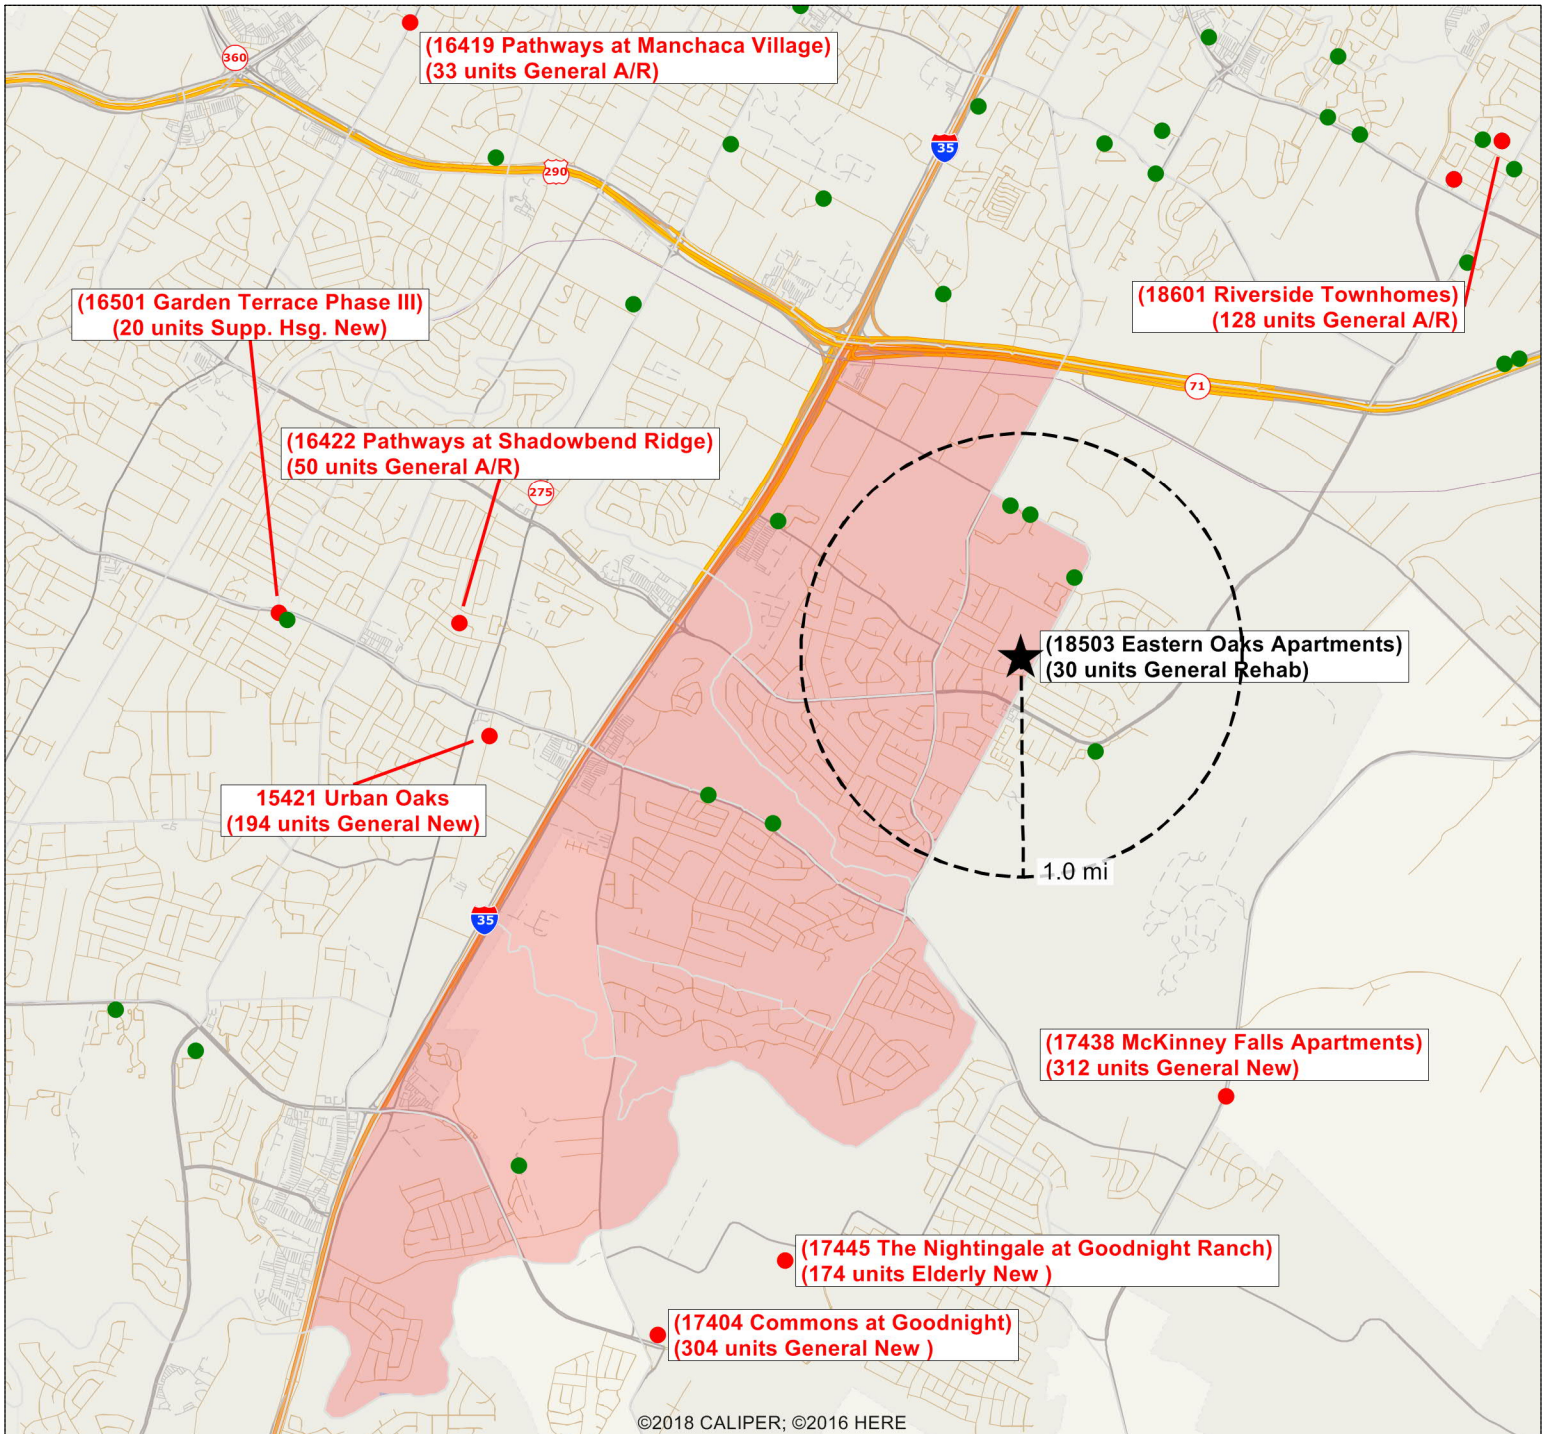 (16419 Pathways at Manchaca Village)
(33 units General A/R)
360
35
290
(16501 Garden Terrace Phase III)
(20 units Supp. Hsg. New)
(18601 Riverside Townhomes)
(128 units General A/R)
71
(16422 Pathways at Shadowbend Ridge)
(50 units General A/R)
275
(18503 Eastern Oaks Apartments)
(30 units General Rehab)
15421 Urban Oaks
(194 units General New)
1.0 mi
35
(17438 McKinney Falls Apartments)
(312 units General New)
(17445 The Nightingale at Goodnight Ranch)
(174 units Elderly New )
(17404 Commons at Goodnight)
(304 units General New )
©2018 CALIPER; ©2016 HERE